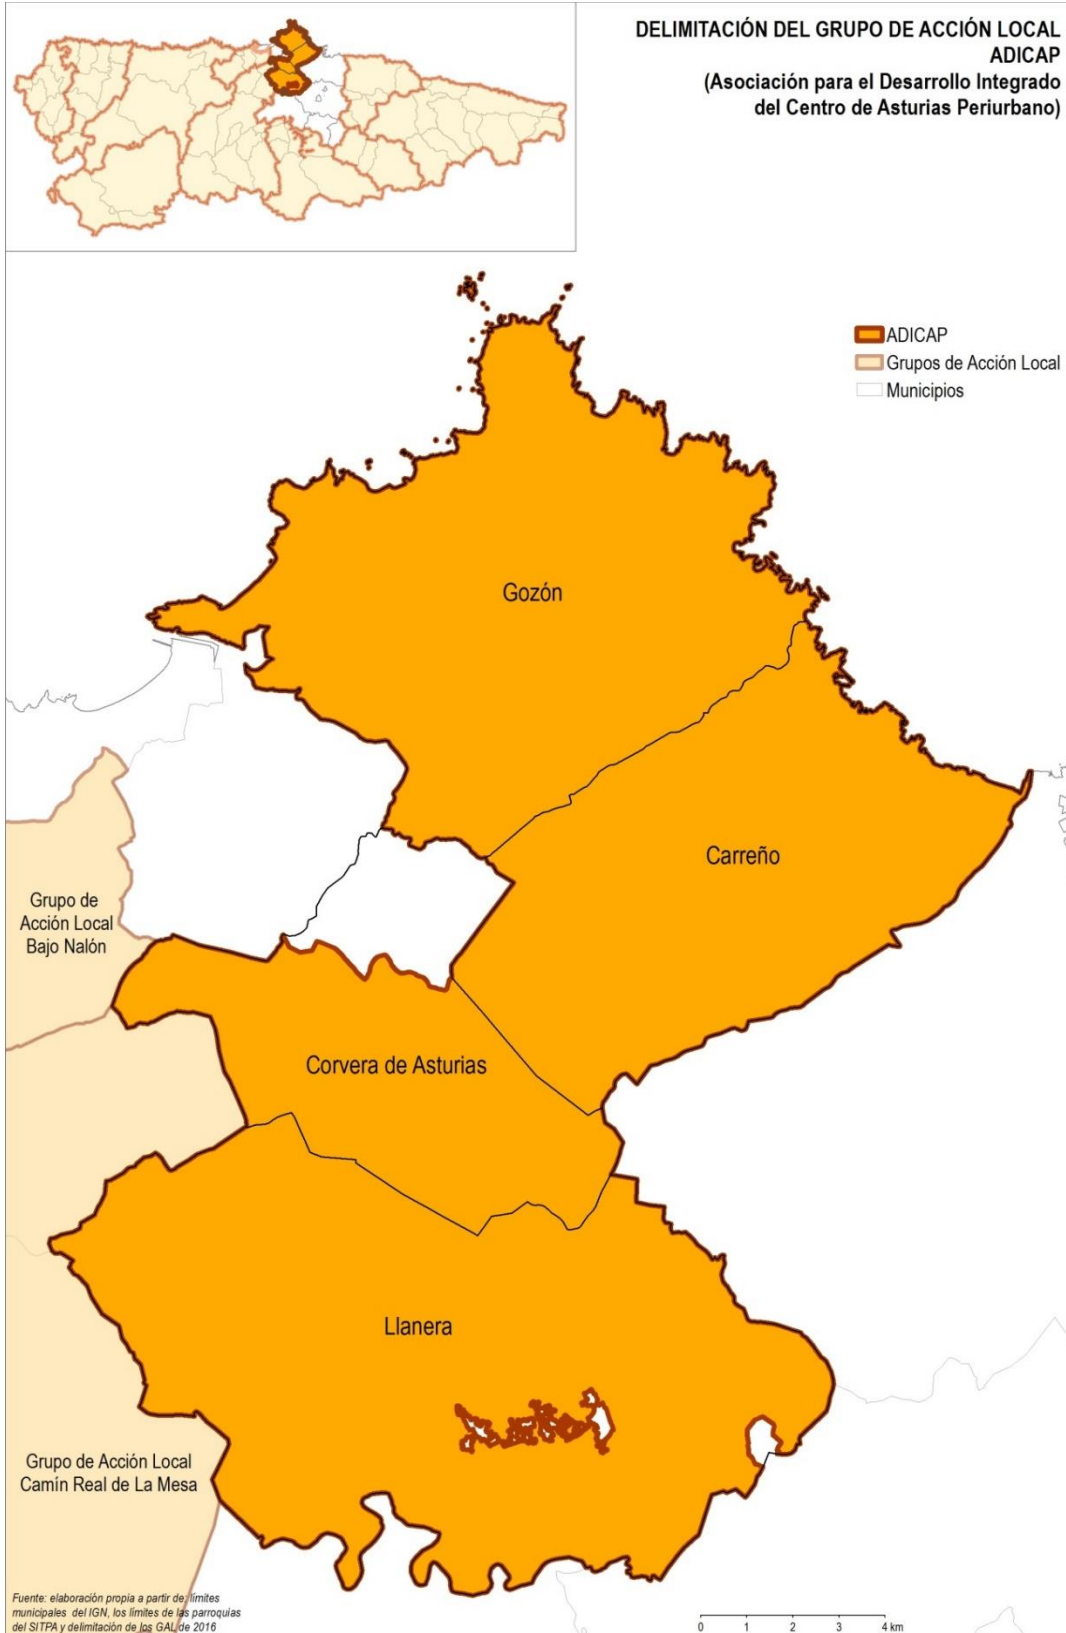 DELIMITACIÓN DEL GRUPO DE ACCIÓN LOCAL
ADICAP
(Asociación para el Desarrollo Integrado
del Centro de Asturias Periurbano)
ADICAP
Grupos de Acción Local
Municipios
Gozón
Carreño
Grupo de
Acción Local
Bajo Nalón
Corvera de Asturias
Llanera
Grupo de Acción Local
Camín Real de La Mesa
Fuente: elaboración propia a partir de: límites
municipales del IGN, los límites de las parroquias
del SITPA y delimitación de los GAL de 2016
0 1 2 3 4 km